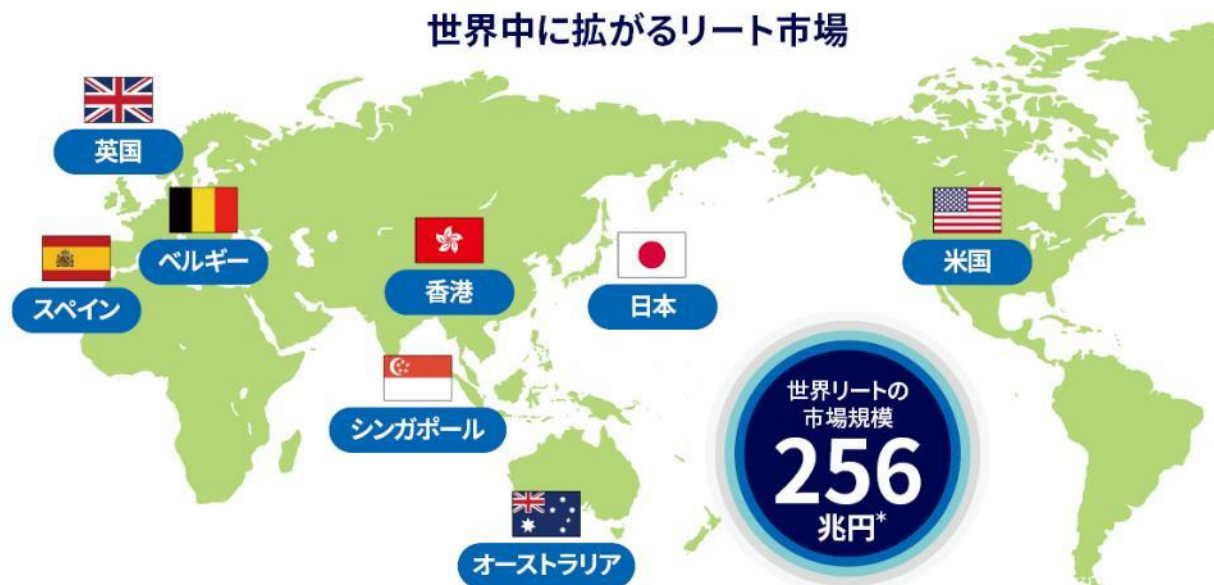 世界中に拡がるリート市場
英国
ベルギー
スペイン
香港
日本
米国
シンガポール
オーストラリア
世界リートの
市場規模
256
兆円*